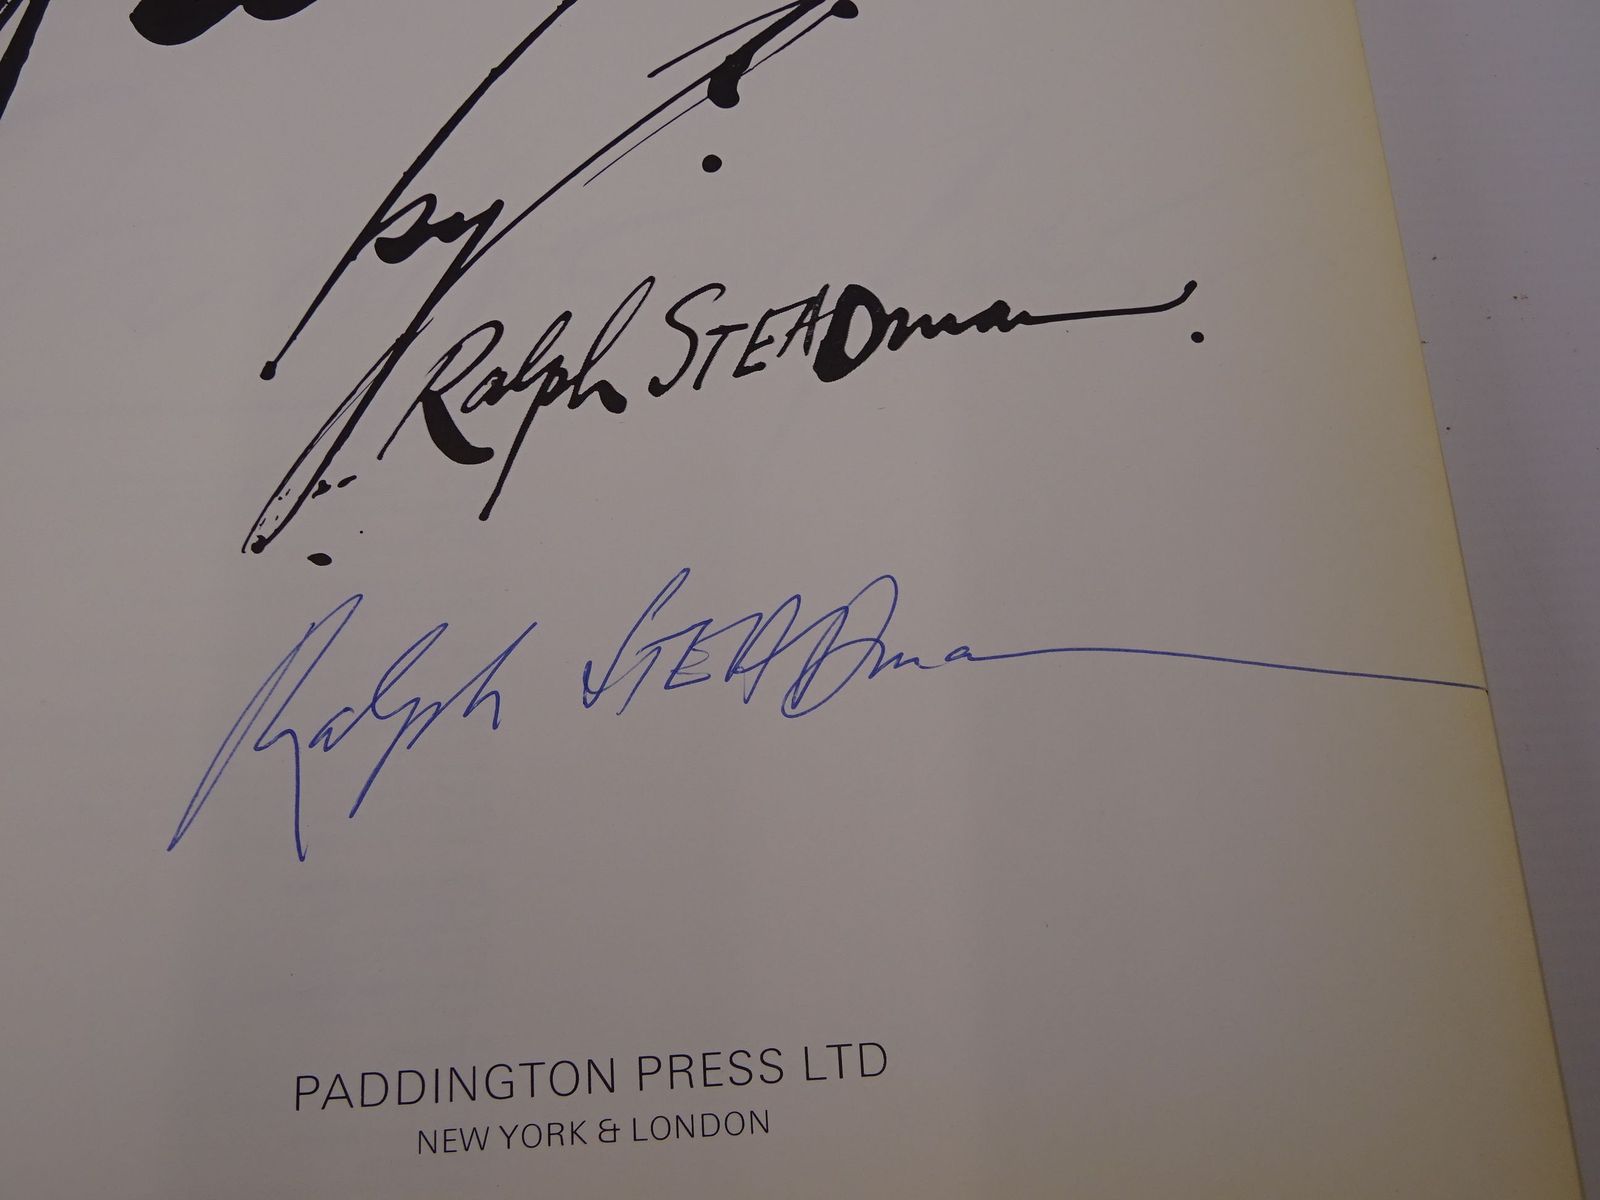 by
Ralph STEADman.
Ralph STEADman
PADDINGTON PRESS LTD
NEW YORK & LONDON